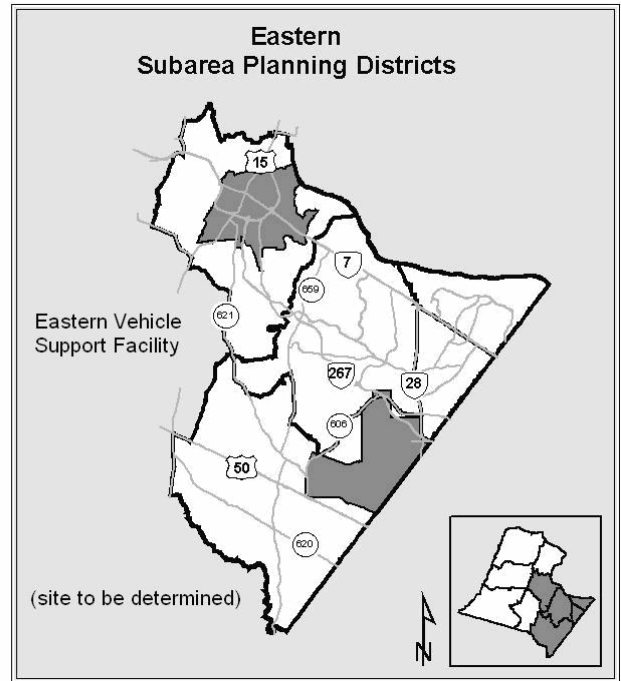 Eastern
Subarea Planning Districts
15
7
659
621
Eastern Vehicle
Support Facility
267
28
606
50
620
(site to be determined)
N